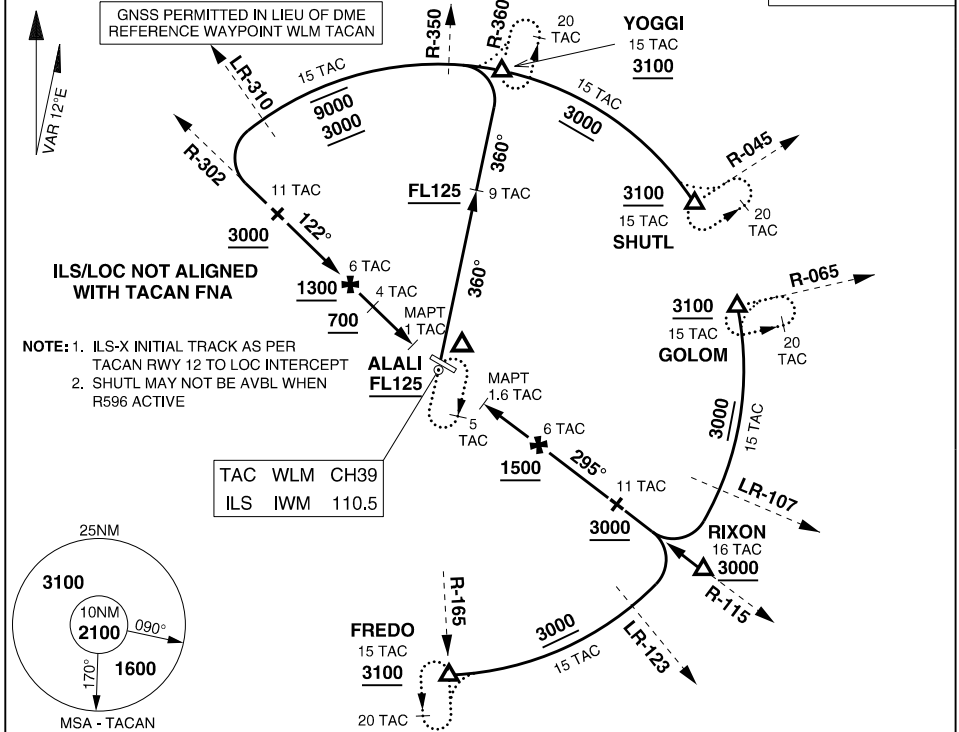 GNSS PERMITTED IN LIEU OF DME
REFERENCE WAYPOINT WLM TACAN
VAR 12°E
LR-310
15 TAC
9000
3000
R-350
R-360
20
TAC
YOGGI
15 TAC
3100
15 TAC
3000
R-302
11 TAC
3000
122°
360°
FL125
9 TAC
360°
R-045
3100
15 TAC
SHUTL
20
TAC
ILS/LOC NOT ALIGNED
WITH TACAN FNA
6 TAC
1300
4 TAC
700
MAPT
1 TAC
R-065
3100
15 TAC
GOLOM
20
TAC
NOTE: 1. ILS-X INITIAL TRACK AS PER
TACAN RWY 12 TO LOC INTERCEPT
2. SHUTL MAY NOT BE AVBL WHEN
R596 ACTIVE
ALALI
FL125
5
TAC
MAPT
1.6 TAC
6 TAC
1500
295°
11 TAC
3000
3000
15 TAC
LR-107
TAC WLM CH39
ILS IWM 110.5
RIXON
16 TAC
3000
R-115
25NM
3100
10NM
2100
090°
170°
1600
MSA - TACAN
R-165
FREDO
15 TAC
3100
20 TAC
3000
15 TAC
LR-123